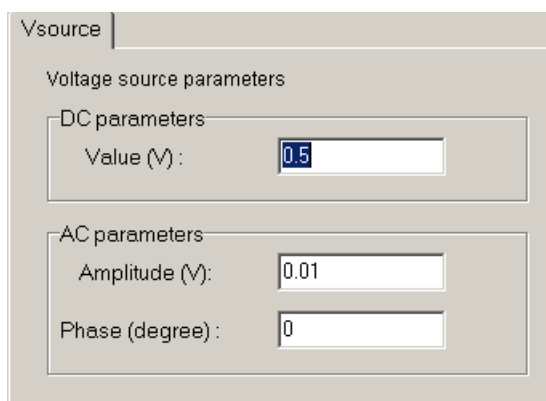 Vsource
Voltage source parameters
DC parameters
Value (V) : 0.5
AC parameters
Amplitude (V): 0.01
Phase (degree) : 0